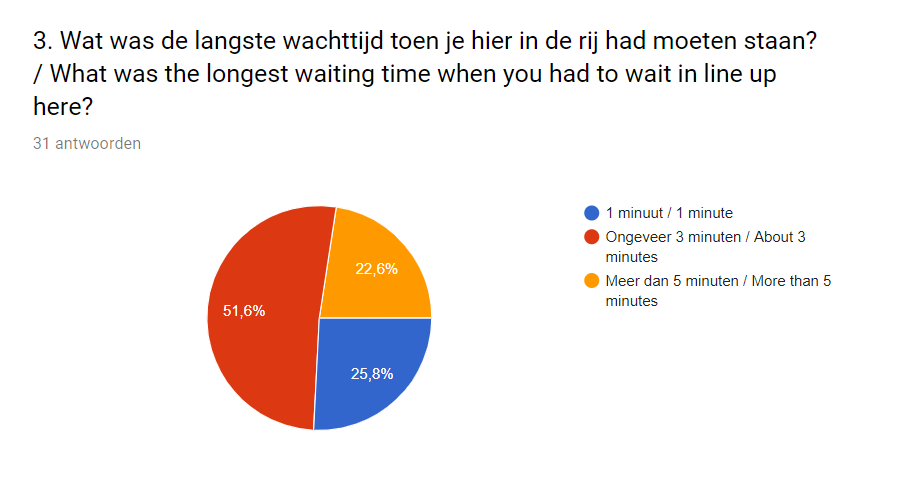 3. Wat was de langste wachttijd toen je hier in de rij had moeten staan?
/ What was the longest waiting time when you had to wait in line up
here?
31 antwoorden
22,6%
51,6%
25,8%
1 minuut / 1 minute
Ongeveer 3 minuten / About 3
minutes
Meer dan 5 minuten / More than 5
minutes